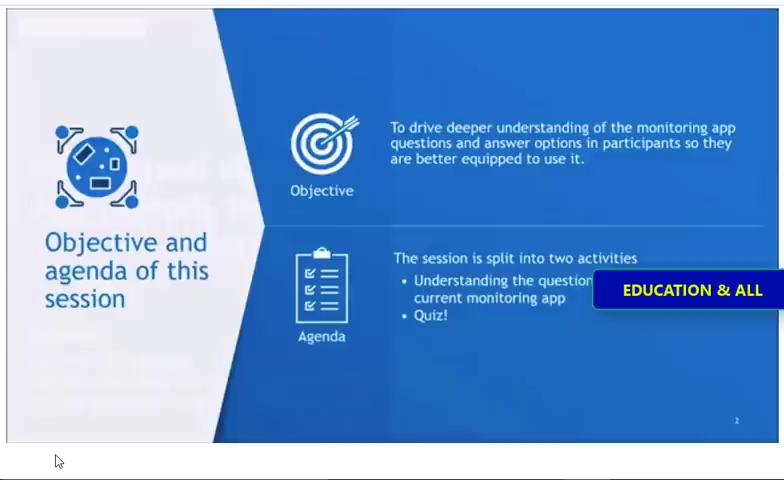 Objective and
agenda of this
session
Objective
To drive deeper understanding of the monitoring app
questions and answer options in participants so they
are better equipped to use it.
Agenda
The session is split into two activities
• Understanding the question
current monitoring app
• Quiz!
EDUCATION & ALL
2